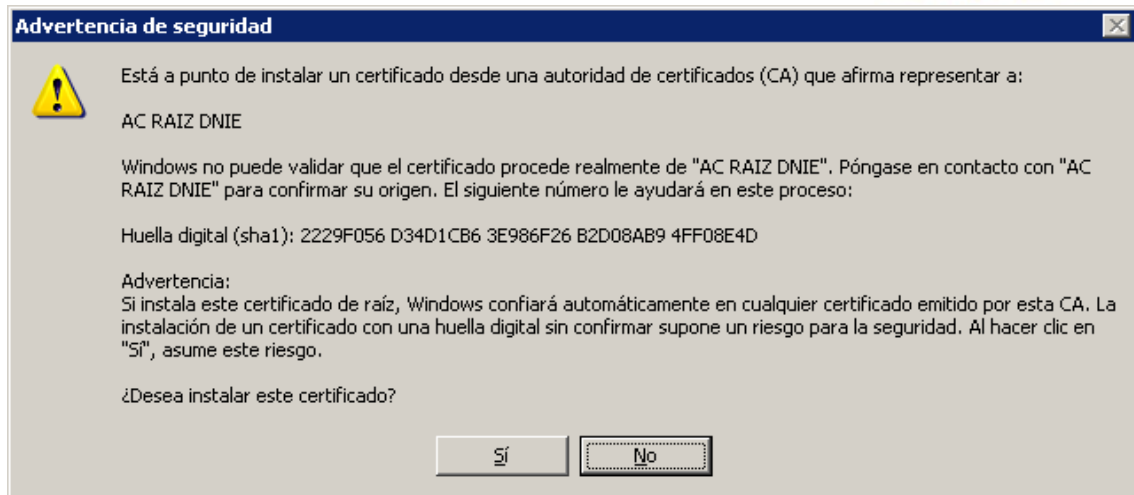 Advertencia de seguridad
Está a punto de instalar un certificado desde una autoridad de certificados (CA) que afirma representar a:
AC RAIZ DNIE
Windows no puede validar que el certificado procede realmente de "AC RAIZ DNIE". Póngase en contacto con "AC
RAIZ DNIE" para confirmar su origen. El siguiente número le ayudará en este proceso:
Huella digital (sha1): 2229F056 D34D1CB6 3E986F26 B2D08AB9 4FF08E4D
Advertencia:
Si instala este certificado de raíz, Windows confiará automáticamente en cualquier certificado emitido por esta CA. La
instalación de un certificado con una huella digital sin confirmar supone un riesgo para la seguridad. Al hacer clic en
"Sí", asume este riesgo.
¿Desea instalar este certificado?
Sí
No